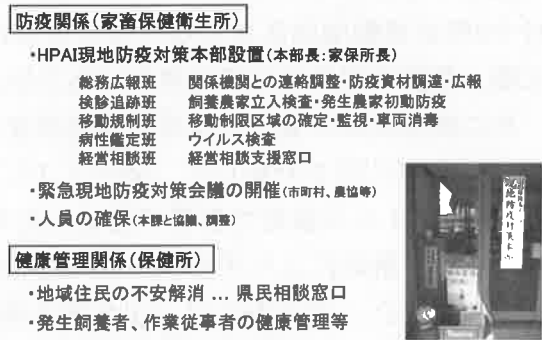 防疫関係(家畜保健衛生所)
・HPAI現地防疫対策本部設置(本部長:家保所長)
総務広報班 関係機関との連絡調整・防疫資材調達・広報
検診追跡班 飼養農家立入検査・発生農家初動防疫
移動規制班 移動制限区域の確定・監視・車両消毒
病性鑑定班 ウイルス検査
経営相談班 経営相談支援窓口
・緊急現地防疫対策会議の開催(市町村、農協等)
・人員の確保(本課と協議、調整)
健康管理関係(保健所)
・地域住民の不安解消 … 県民相談窓口
・発生飼養者、作業従事者の健康管理等